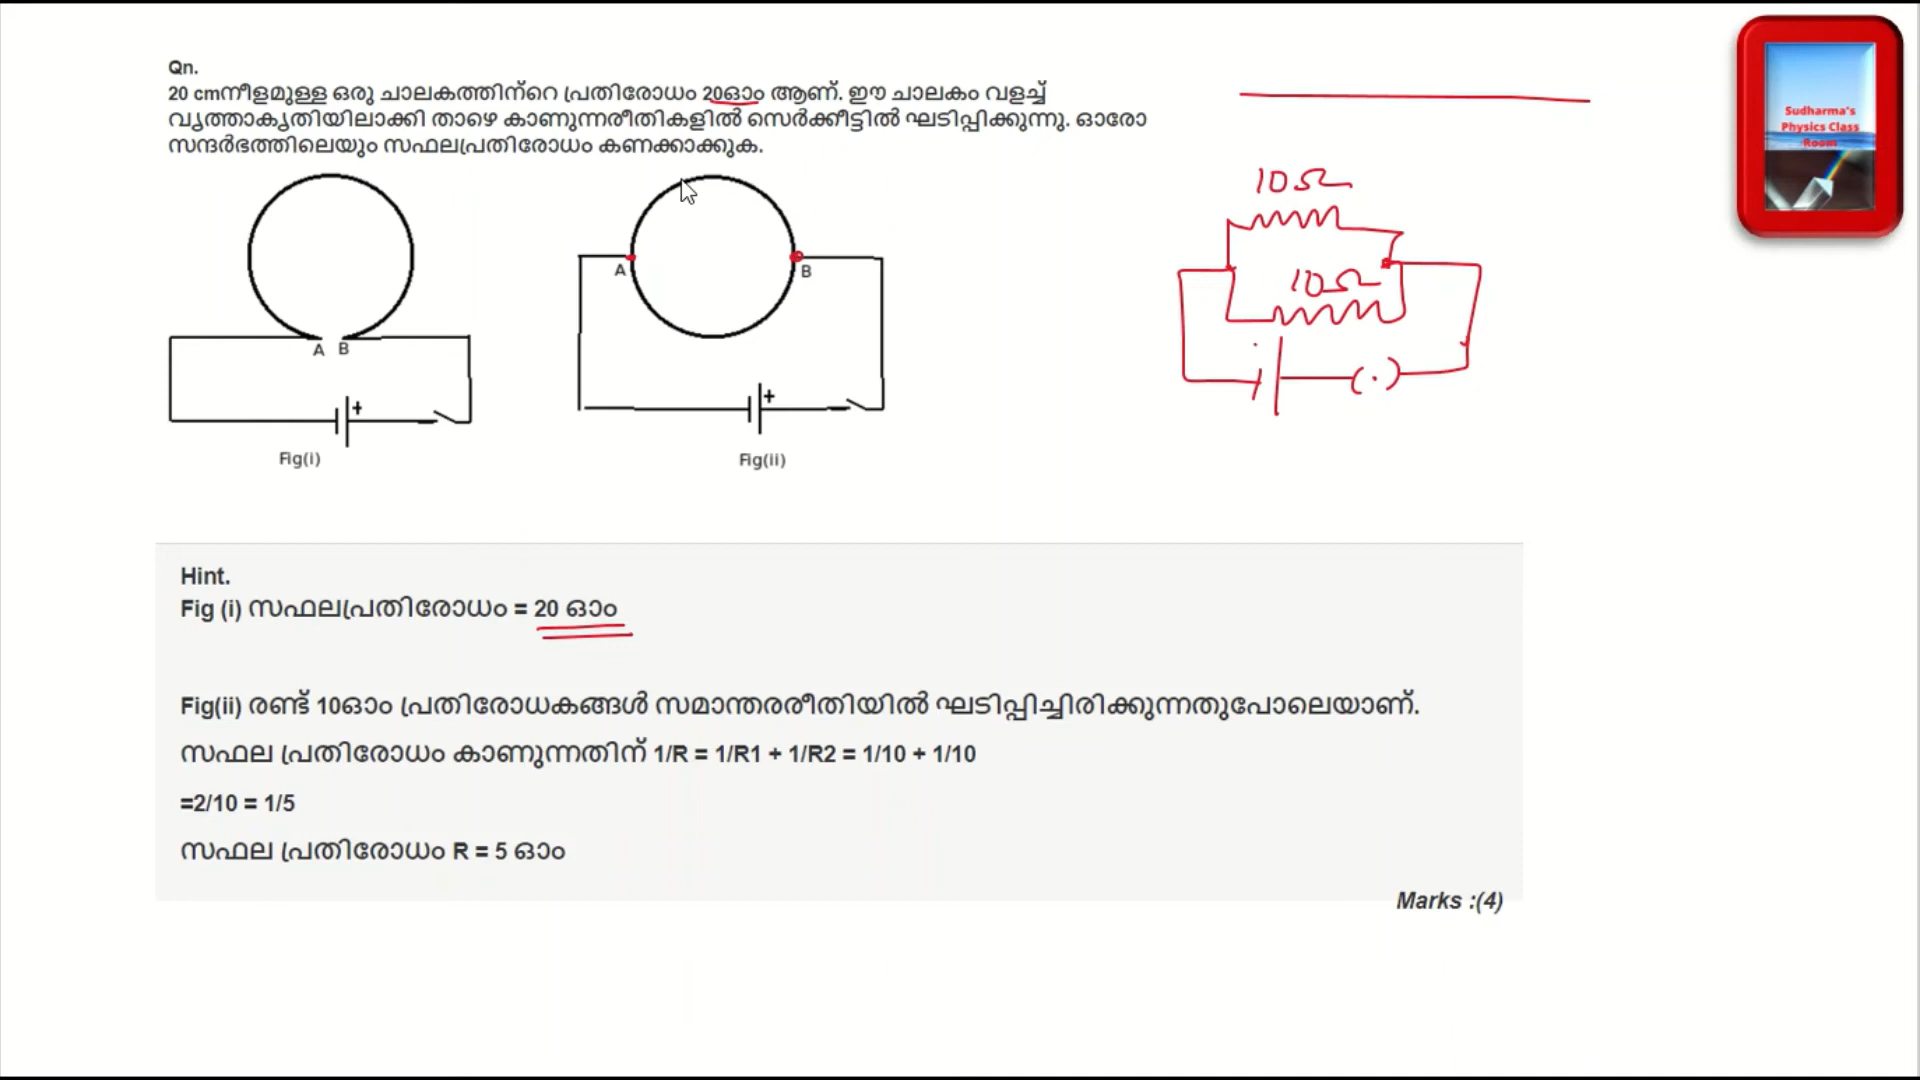 Qn.
20 cmനീളമുള്ള ഒരു ചാലകത്തിന്റെ പ്രതിരോധം 20ഓം ആണ്. ഈ ചാലകം വളച്ച്
വൃത്താകൃതിയിലാക്കി താഴെ കാണുന്നരീതികളിൽ സെർക്കീട്ടിൽ ഘടിപ്പിക്കുന്നു. ഓരോ
സന്ദർഭത്തിലെയും സഫലപ്രതിരോധം കണക്കാക്കുക.
Sudharma's
Physics Class
Room
10Ω
10Ω
A B
+
Fig(i)
A
B
+
Fig(ii)
Hint.
Fig (i) സഫലപ്രതിരോധം = 20 ഓം
Fig(ii) രണ്ട് 10ഓം പ്രതിരോധകങ്ങൾ സമാന്തരരീതിയിൽ ഘടിപ്പിച്ചിരിക്കുന്നതുപോലെയാണ്.
സഫല പ്രതിരോധം കാണുന്നതിന് 1/R = 1/R1 + 1/R2 = 1/10 + 1/10
=2/10 = 1/5
സഫല പ്രതിരോധം R = 5 ഓം
Marks :(4)